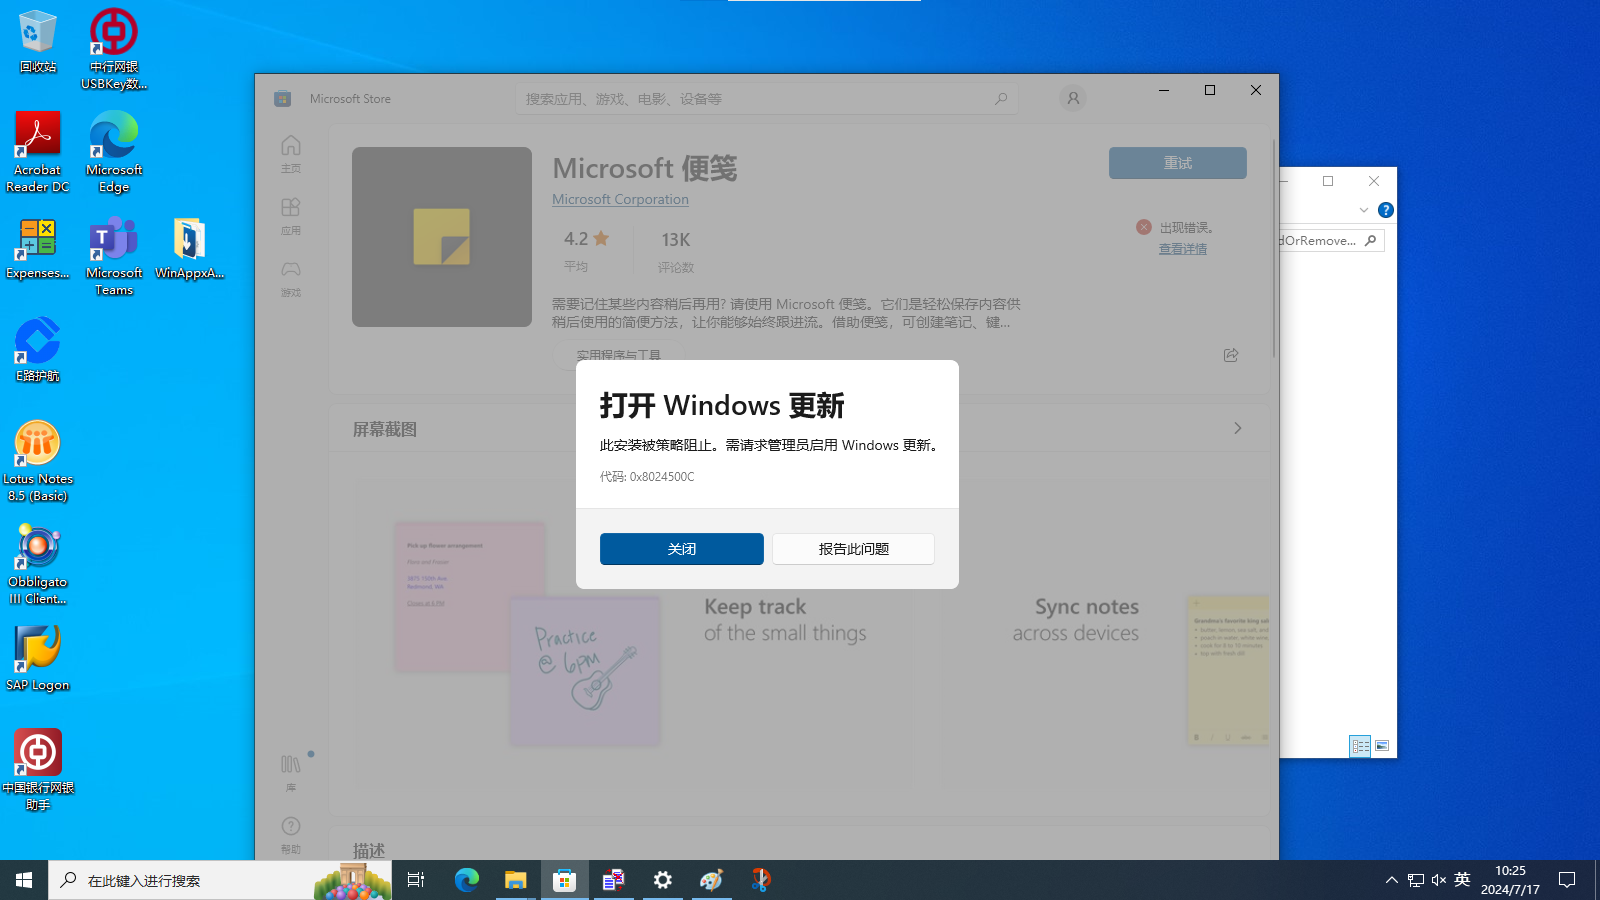 回收站
中行网银
USBKey数...
Acrobat
Reader DC
Microsoft
Edge
Expenses...
Microsoft
Teams
WinAppxA...
E路护航
Lotus Notes
8.5 (Basic)
Obbligato
III Client...
SAP Logon
中国银行网银
助手
Microsoft Store
搜索应用、游戏、电影、设备等
主页
应用
游戏
库
帮助
Microsoft 便笺
Microsoft Corporation
4.2
平均
13K
评论数
重试
出现错误。
查看详情
需要记住某些内容稍后再用? 请使用 Microsoft 便笺。它们是轻松保存内容供
稍后使用的简便方法，让你能够始终跟进流。借助便笺，可创建笔记、键...
实用程序与工具
屏幕截图
打开 Windows 更新
此安装被策略阻止。需请求管理员启用 Windows 更新。
代码: 0x8024500C
关闭
报告此问题
Pick up flower arrangement
Practice
@ 6PM
Keep track
of the small things
Sync notes
across devices
描述
dOrRemove...
在此键入进行搜索
英
10:25
2024/7/17